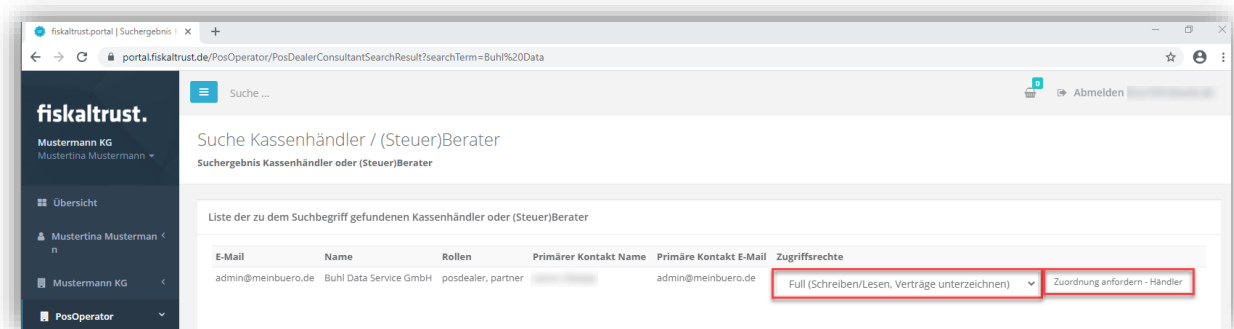 fiskaltrust.portal | Suchergebnis
portal.fiskaltrust.de/PosOperator/PosDealerConsultantSearchResult?searchTerm=Buhl%20Data
fiskaltrust.
Mustermann KG
Mustertina Mustermann
Suche ...
0
Abmelden
Suche Kassenhändler / (Steuer)Berater
Suchergebnis Kassenhändler oder (Steuer)Berater
Übersicht
Mustertina Musterman
n
Mustermann KG
PosOperator
Liste der zu dem Suchbegriff gefundenen Kassenhändler oder (Steuer)Berater
E-Mail Name Rollen Primärer Kontakt Name Primäre Kontakt E-Mail Zugriffsrechte
admin@meinbuero.de Buhl Data Service GmbH posdealer, partner admin@meinbuero.de Full (Schreiben/Lesen, Verträge unterzeichnen) Zuordnung anfordern - Händler